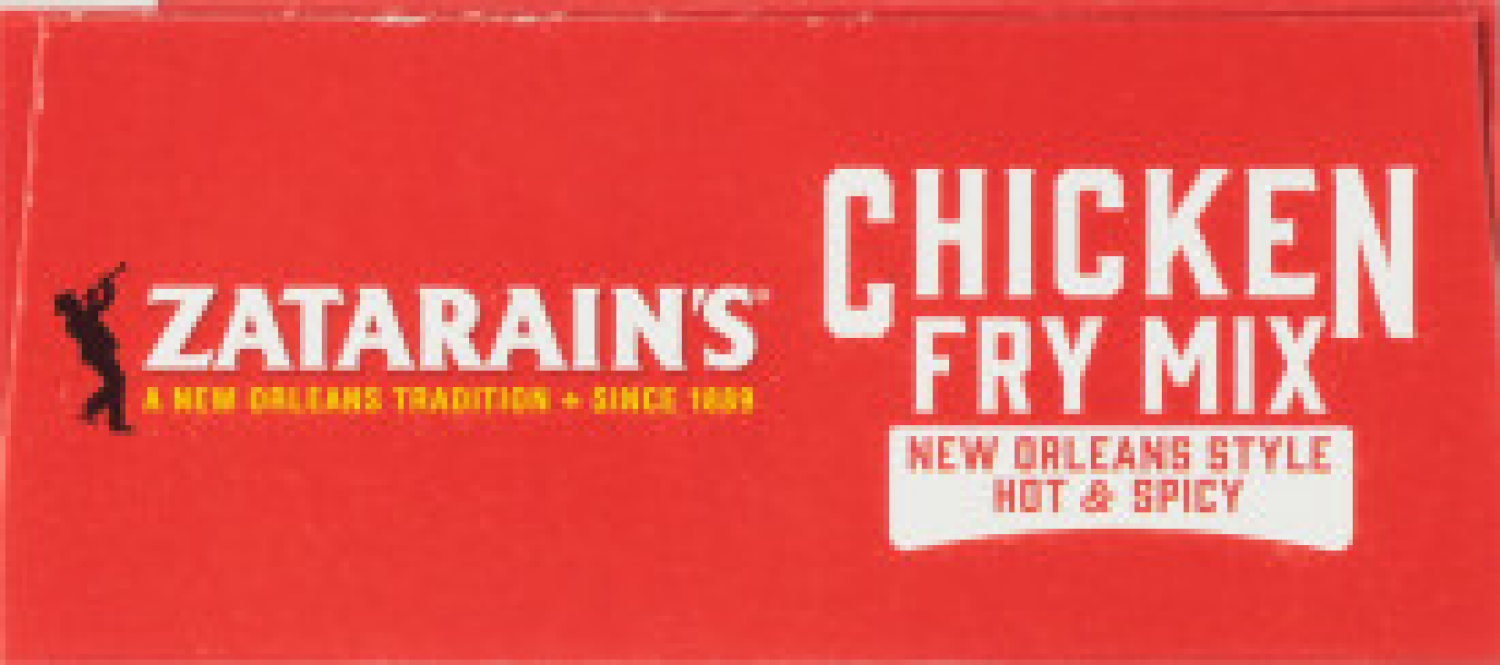 ZATARAIN'S
A NEW ORLEANS TRADITION + SINCE 1889
CHICKEN
FRY MIX
NEW ORLEANS STYLE
HOT & SPICY